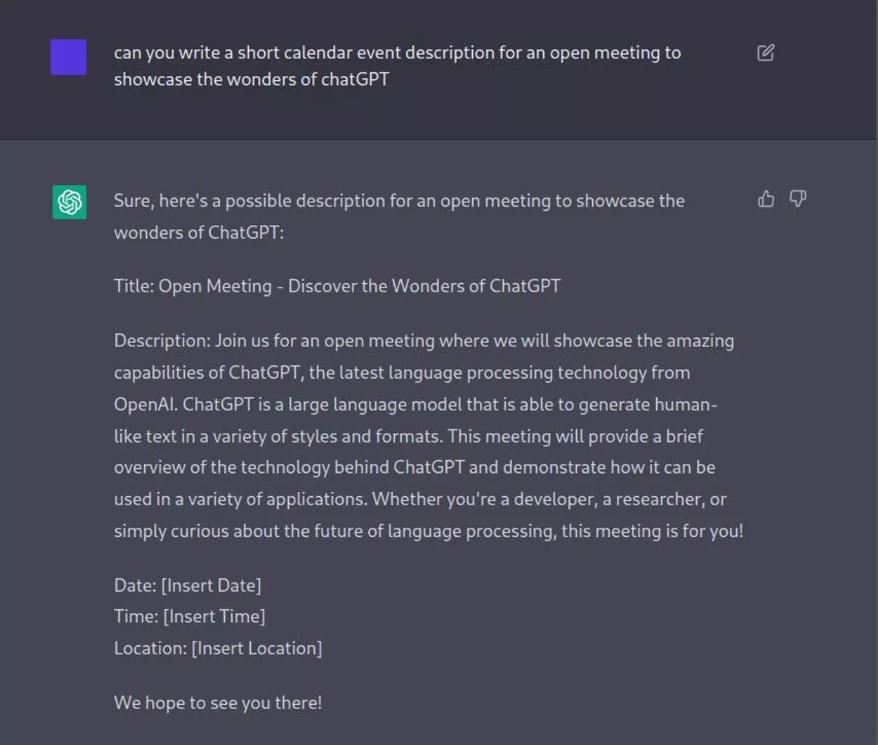 can you write a short calendar event description for an open meeting to
showcase the wonders of chatGPT
Sure, here's a possible description for an open meeting to showcase the
wonders of ChatGPT:
Title: Open Meeting - Discover the Wonders of ChatGPT
Description: Join us for an open meeting where we will showcase the amazing
capabilities of ChatGPT, the latest language processing technology from
OpenAI. ChatGPT is a large language model that is able to generate human-
like text in a variety of styles and formats. This meeting will provide a brief
overview of the technology behind ChatGPT and demonstrate how it can be
used in a variety of applications. Whether you're a developer, a researcher, or
simply curious about the future of language processing, this meeting is for you!
Date: [Insert Date]
Time: [Insert Time]
Location: [Insert Location]
We hope to see you there!